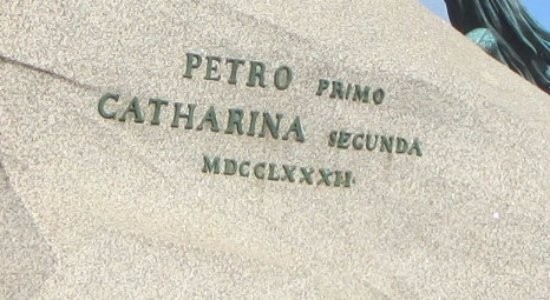 PETRO PRIMO
CATHARINA SECUNDA
MDCCLXXXII·